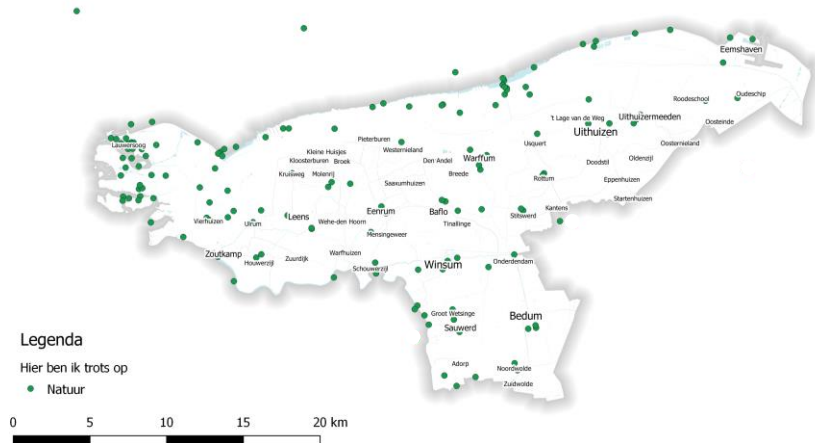 Eemshaven
Oudeschip
Roodeschool
't Lage van de Weg
Uithuizermeeden
Oosteinde
Uithuizen
Usquert
Oosternieland
Lauwersoog
Pieterburen
Kleine Huisjes
Westernieland
Kloosterburen
Broek
Warffum
Den Andel
Oldenzijl
Doodstil
Kruisweg
Molenrij
Breede
Rottum
Eppenhuizen
Saaxumhuizen
Startenhuizen
Eenrum
Baflo
Kantens
Stitswerd
Vierhuizen
Ulrum
Leens
Wehe-den Hoorn
Tinallinge
Mensingeweer
Zoutkamp
Houwerzijl
Zuurdijk
Warfhuizen
Schouwerzijl
Winsum
Onderdendam
Groot Wetsinge
Bedum
Sauwerd
Adorp
Noordwolde
Zuidwolde
Legenda
Hier ben ik trots op
Natuur
0 5 10 15 20 km